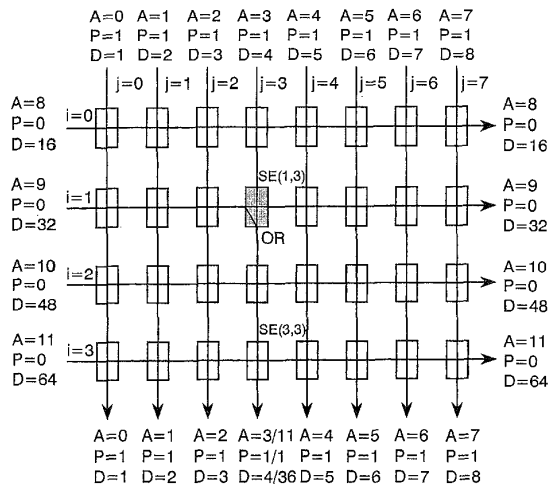 A=0 A=1 A=2 A=3 A=4 A=5 A=6 A=7
P=1 P=1 P=1 P=1 P=1 P=1 P=1 P=1
D=1 D=2 D=3 D=4 D=5 D=6 D=7 D=8
j=0 j=1 j=2 j=3 j=4 j=5 j=6 j=7
A=8 A=8
P=0 i=0 P=0
D=16 D=16
SE(1,3)
A=9 i=1 A=9
P=0 P=0
D=32 D=32
OR
A=10 i=2 A=10
P=0 P=0
D=48 D=48
A=11 i=3 SE(3,3) A=11
P=0 P=0
D=64 D=64
A=0 A=1 A=2 A=3/11 A=4 A=5 A=6 A=7
P=1 P=1 P=1 P=1/1 P=1 P=1 P=1 P=1
D=1 D=2 D=3 D=4/36 D=5 D=6 D=7 D=8